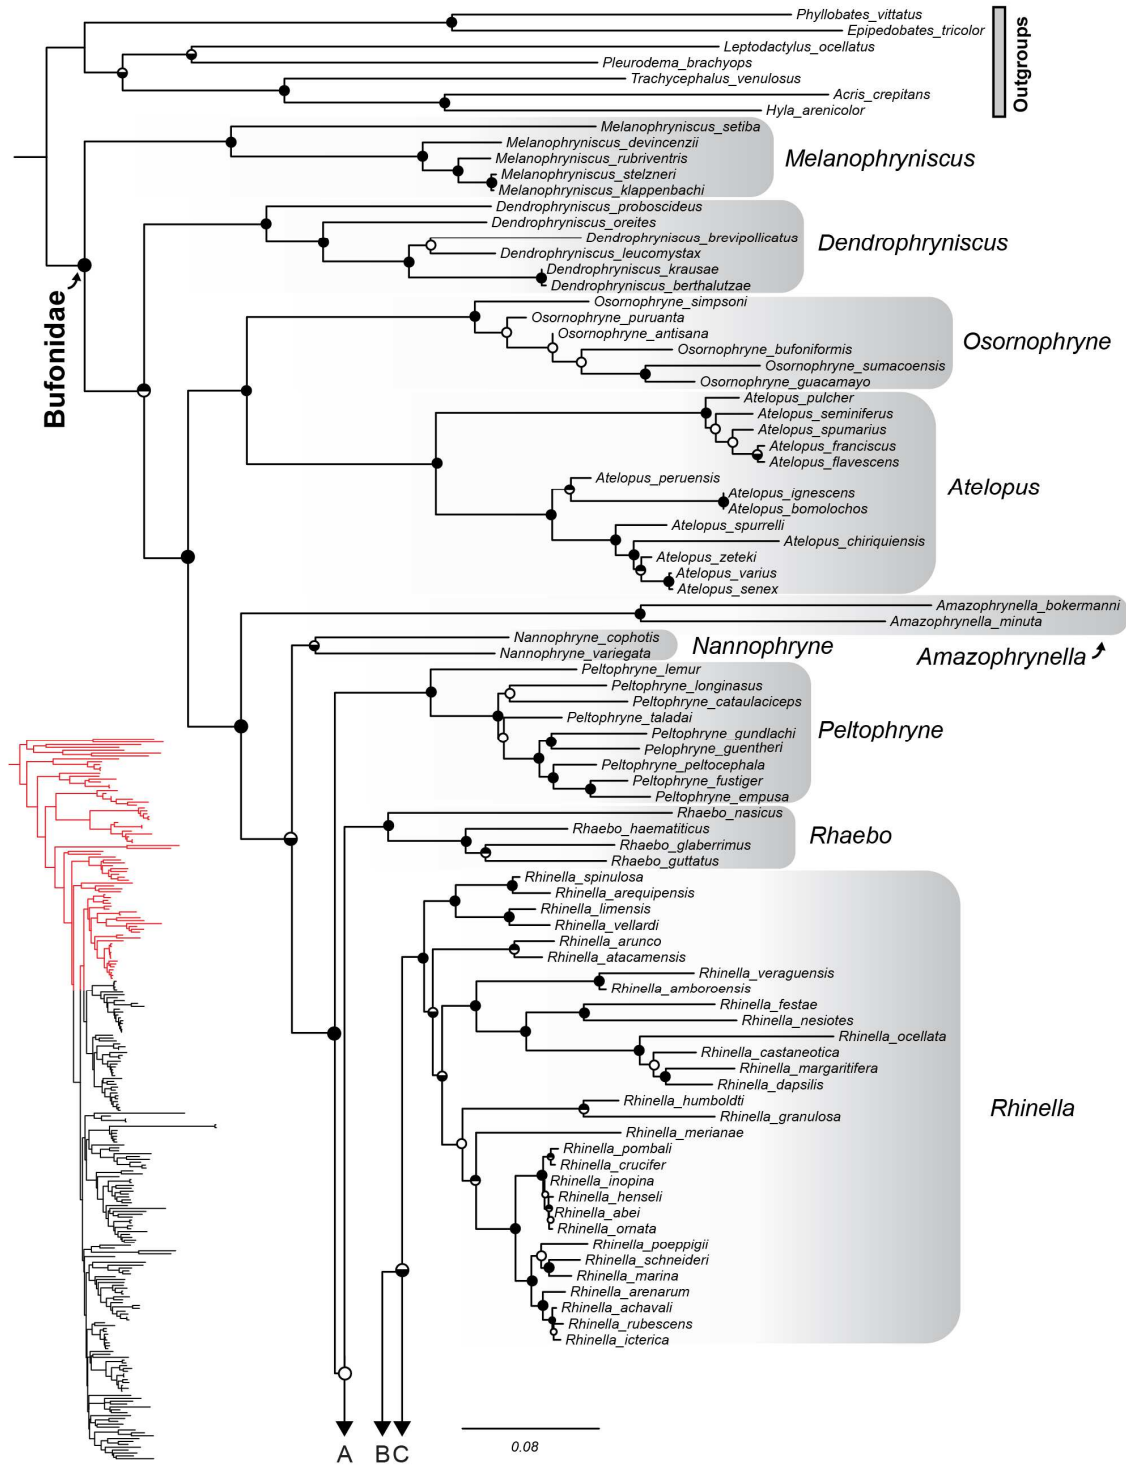 Phyllobates_vittatus
Epipedobates_tricolor
Leptodactylus_ocellatus
Pleurodema_brachyops
Trachycephalus_venulosus
Acris_crepitans
Hyla_arenicolor
Outgroups
Melanophryniscus_setiba
Melanophryniscus_devincenzii
Melanophryniscus_rubriventris
Melanophryniscus_stelzneri
Melanophryniscus_klappenbachi
Melanophryniscus
Dendrophryniscus_proboscideus
Dendrophryniscus_oreites
Dendrophryniscus_brevipollicatus
Dendrophryniscus_leucomystax
Dendrophryniscus_krausae
Dendrophryniscus_berthalutzae
Dendrophryniscus
Bufonidae
Osornophryne_simpsoni
Osornophryne_puruanta
Osornophryne_antisana
Osornophryne_bufoniformis
Osornophryne_sumacoensis
Osornophryne_guacamayo
Osornophryne
Atelopus_pulcher
Atelopus_seminiferus
Atelopus_spumarius
Atelopus_franciscus
Atelopus_flavescens
Atelopus_peruensis
Atelopus_ignescens
Atelopus_bomolochos
Atelopus_spurrelli
Atelopus_chiriquiensis
Atelopus_zeteki
Atelopus_varius
Atelopus_senex
Atelopus
Amazophrynella_bokermanni
Amazophrynella_minuta
Amazophrynella
Nannophryne_cophotis
Nannophryne_variegata
Nannophryne
Peltophryne_lemur
Peltophryne_longinasus
Peltophryne_cataulaciceps
Peltophryne_taladai
Peltophryne_gundlachi
Pelophryne_guentheri
Peltophryne_peltocephala
Peltophryne_fustiger
Peltophryne_empusa
Peltophryne
Rhaebo_nasicus
Rhaebo_haematiticus
Rhaebo_glaberrimus
Rhaebo_guttatus
Rhaebo
Rhinella_spinulosa
Rhinella_arequipensis
Rhinella_limensis
Rhinella_vellardi
Rhinella_arunco
Rhinella_atacamensis
Rhinella_veraguensis
Rhinella_amboroensis
Rhinella_festae
Rhinella_nesiotes
Rhinella_ocellata
Rhinella_castaneotica
Rhinella_margaritifera
Rhinella_dapsilis
Rhinella_humboldti
Rhinella_granulosa
Rhinella_merianae
Rhinella_pombali
Rhinella_crucifer
Rhinella_inopina
Rhinella_henseli
Rhinella_abei
Rhinella_ornata
Rhinella_poeppigii
Rhinella_schneideri
Rhinella_marina
Rhinella_arenarum
Rhinella_achavali
Rhinella_rubescens
Rhinella_icterica
Rhinella
A B C
0.08